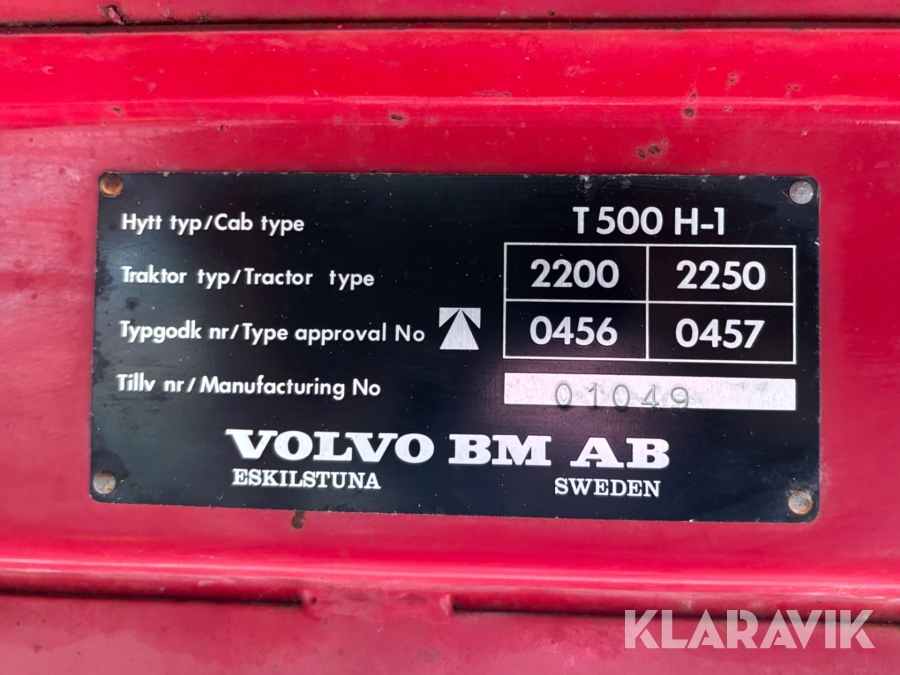 Hytt typ/Cab type T500 H-1
Traktor typ/Tractor type 2200 2250
Typgodk nr/Type approval No 0456 0457
Tillv nr/Manufacturing No 01049
VOLVO BM AB
ESKILSTUNA SWEDEN
KLARAVIK